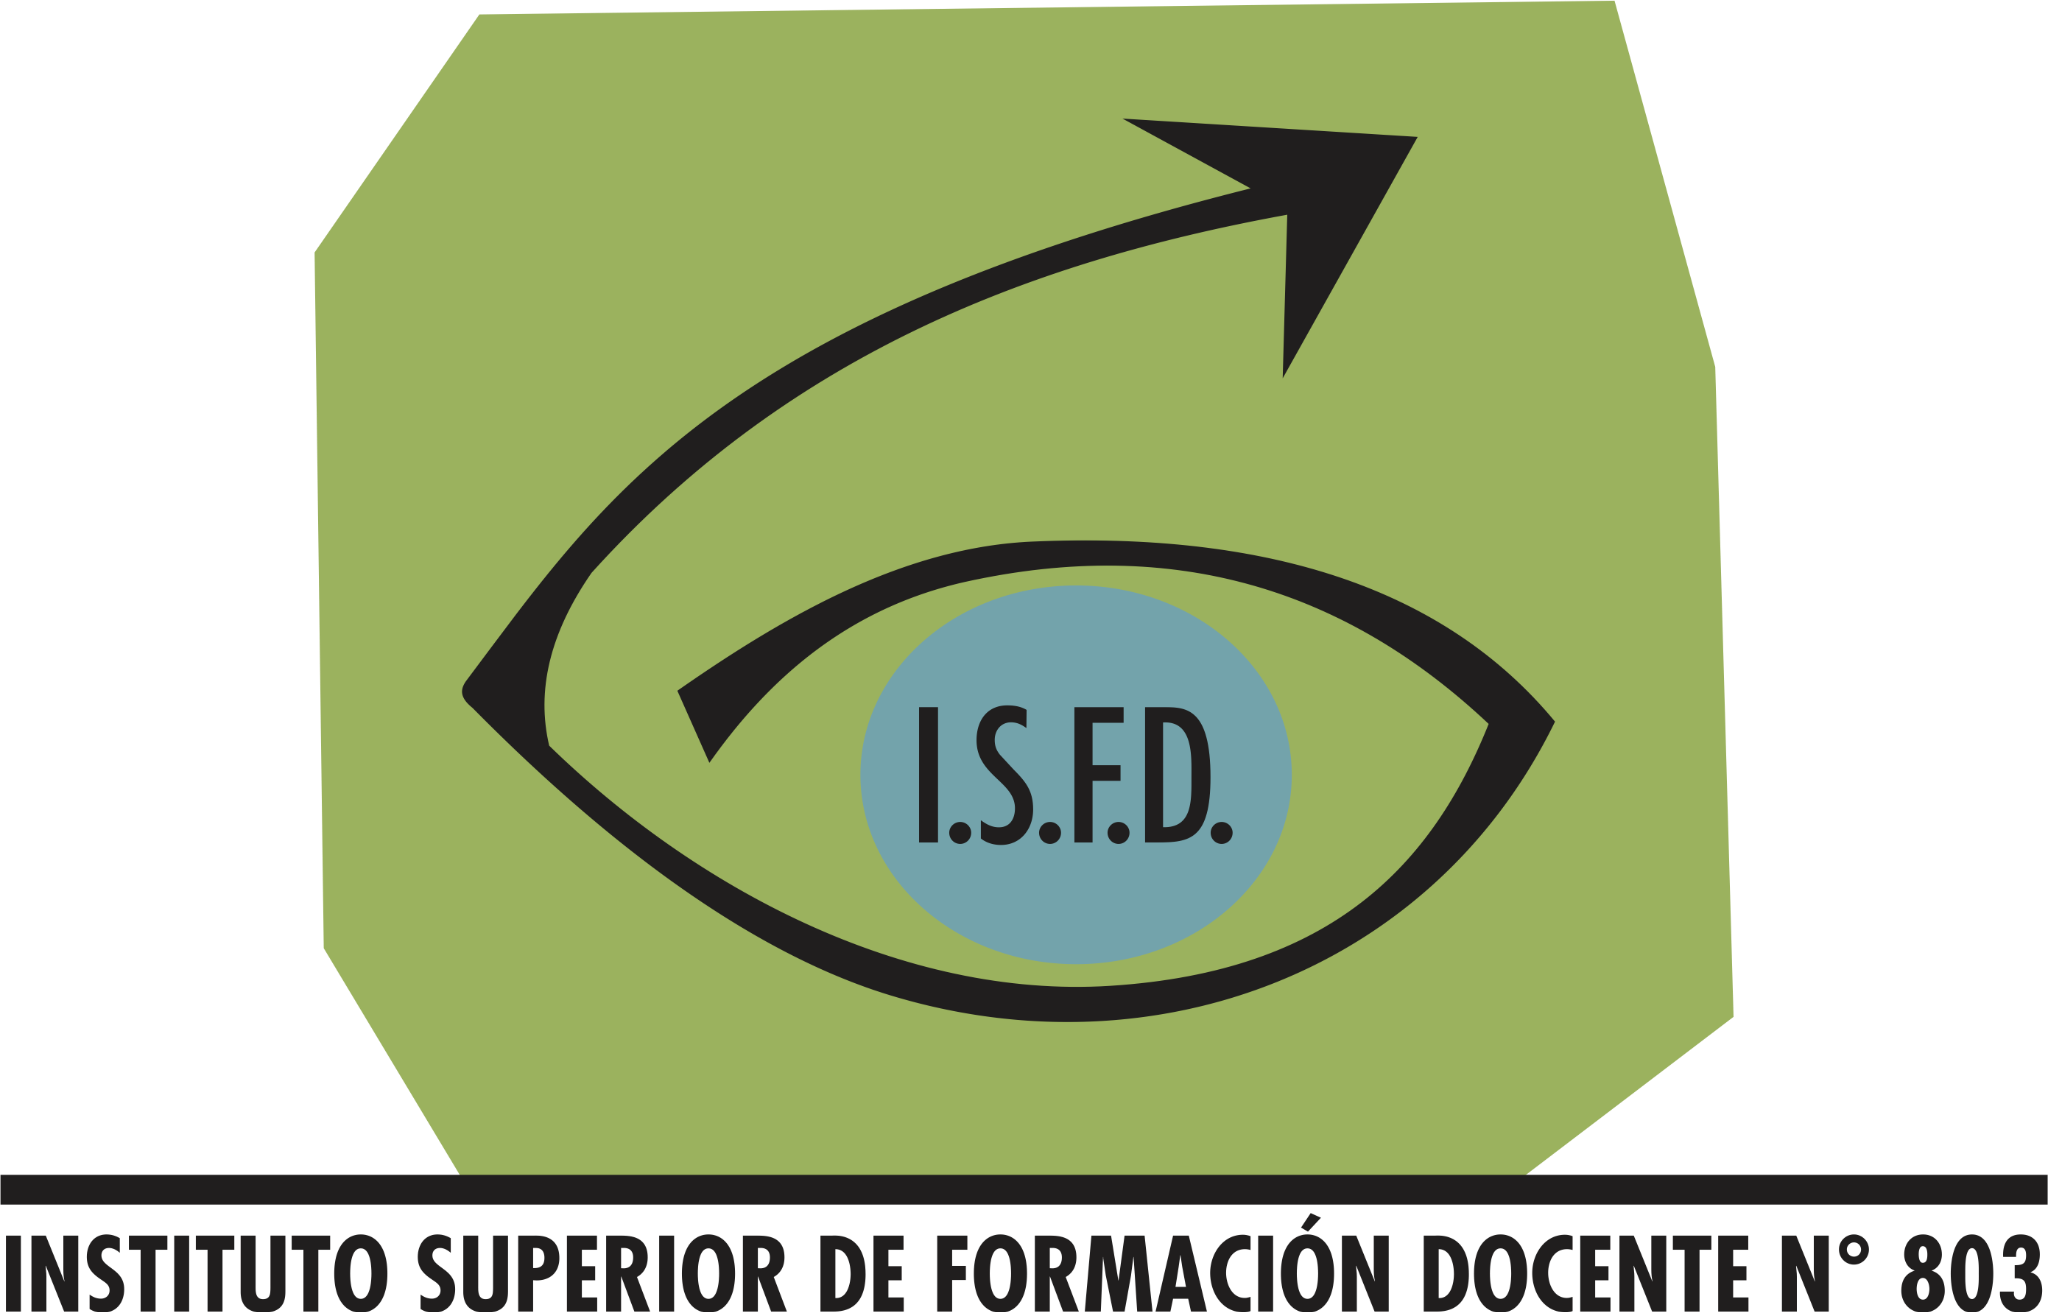 I.S.F.D.
INSTITUTO SUPERIOR DE FORMACIÓN DOCENTE N° 803